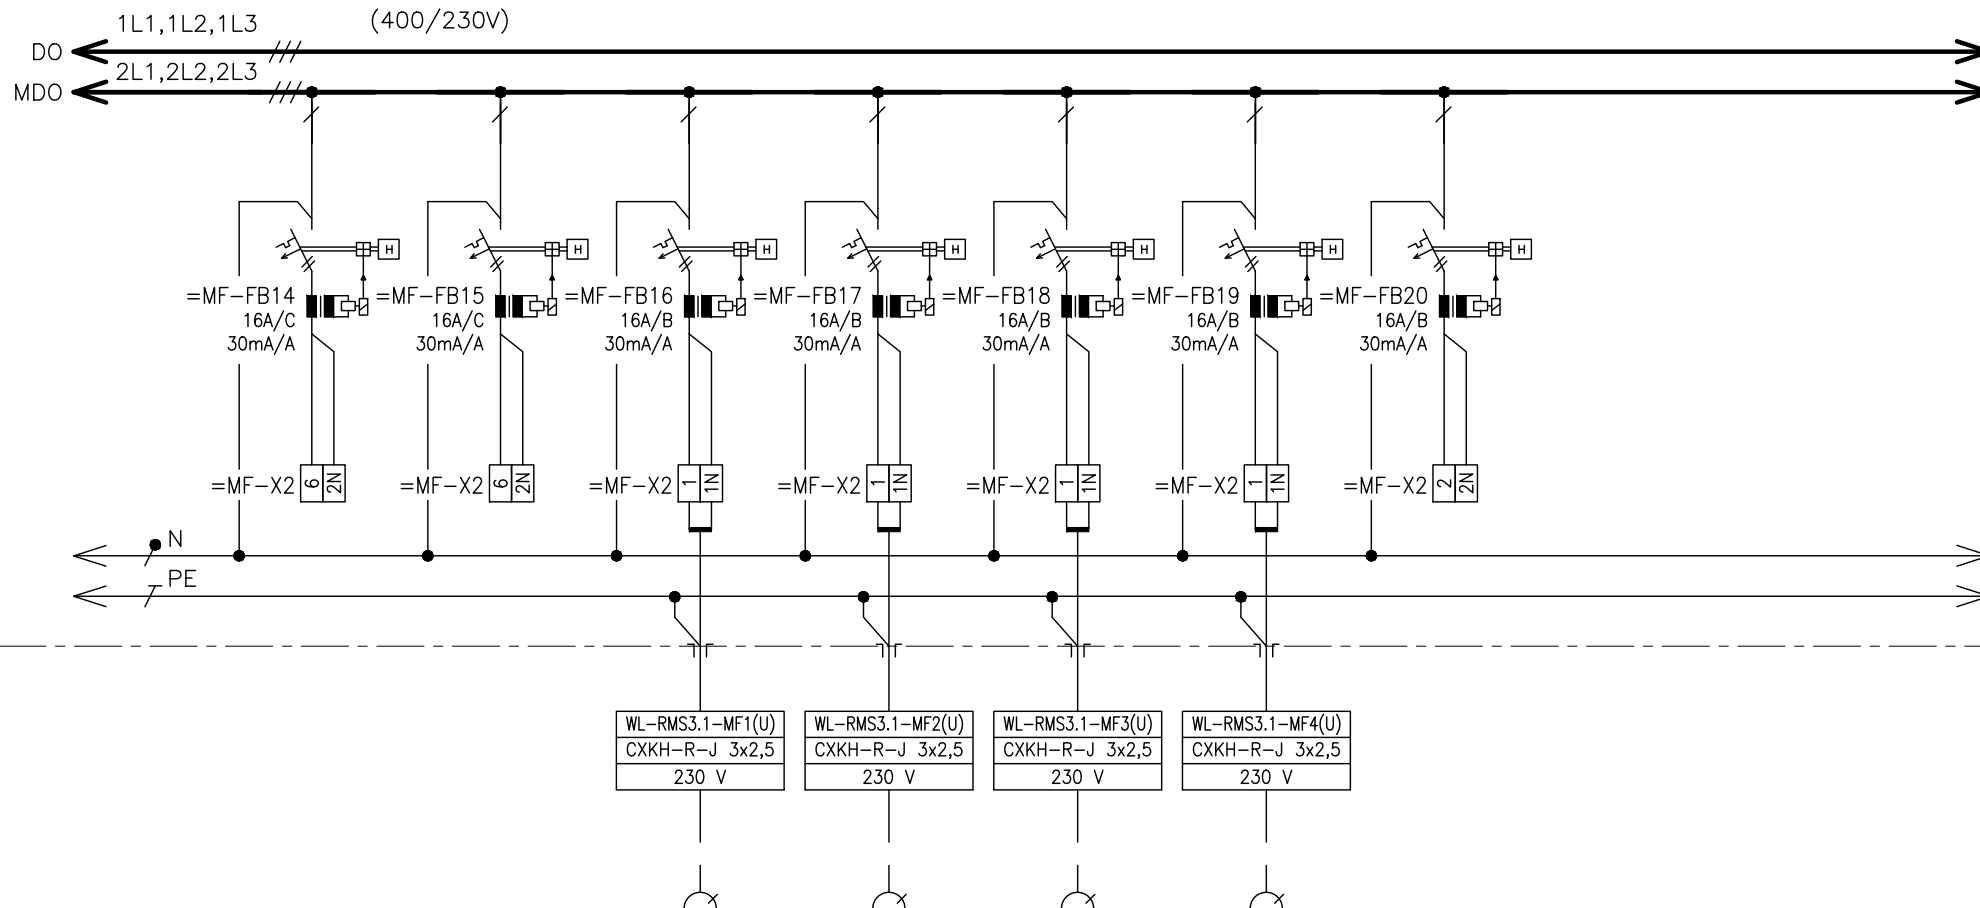 1L1,1L2,1L3 (400/230V)
DO
2L1,2L2,2L3
MDO
H H H H H H H
=MF-FB14 =MF-FB15 =MF-FB16 =MF-FB17 =MF-FB18 =MF-FB19 =MF-FB20
16A/C 16A/C 16A/B 16A/B 16A/B 16A/B 16A/B
30mA/A 30mA/A 30mA/A 30mA/A 30mA/A 30mA/A 30mA/A
=MF-X2 6 2N =MF-X2 6 2N =MF-X2 1 1N =MF-X2 1 1N =MF-X2 1 1N =MF-X2 1 1N =MF-X2 2 2N
N
PE
WL-RMS3.1-MF1(U) WL-RMS3.1-MF2(U) WL-RMS3.1-MF3(U) WL-RMS3.1-MF4(U)
CXKH-R-J 3x2,5 CXKH-R-J 3x2,5 CXKH-R-J 3x2,5 CXKH-R-J 3x2,5
230 V 230 V 230 V 230 V